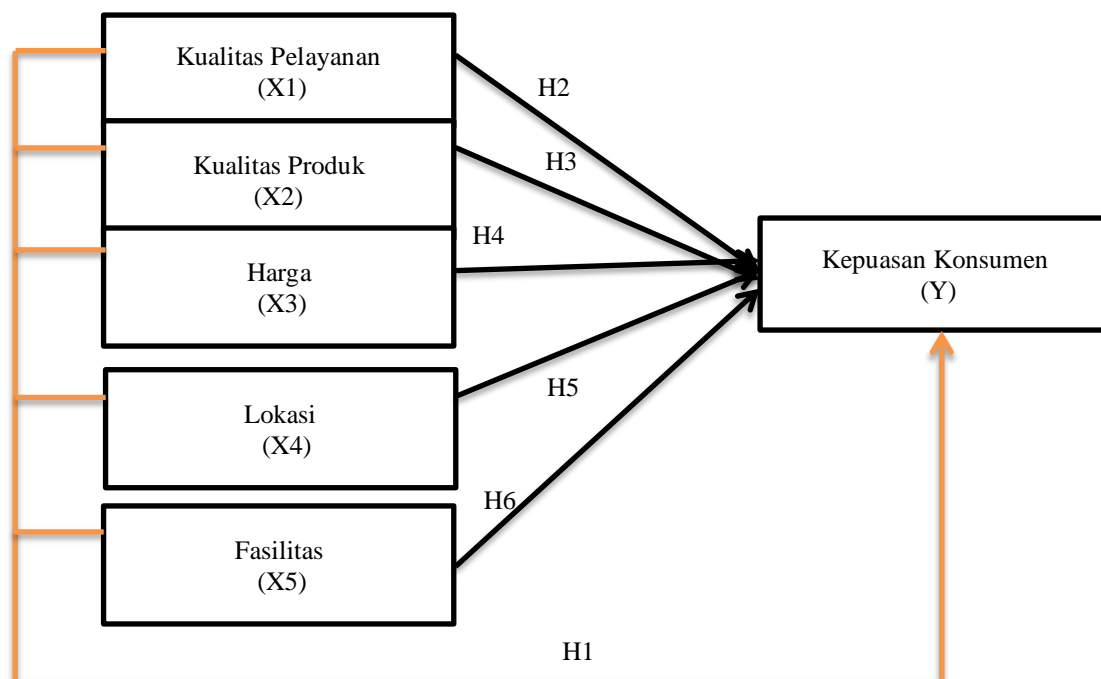 Kualitas Pelayanan
(X1)
H2
H3
Kualitas Produk
(X2)
H4
Harga
(X3)
Kepuasan Konsumen
(Y)
Lokasi
(X4)
H5
H6
Fasilitas
(X5)
H1